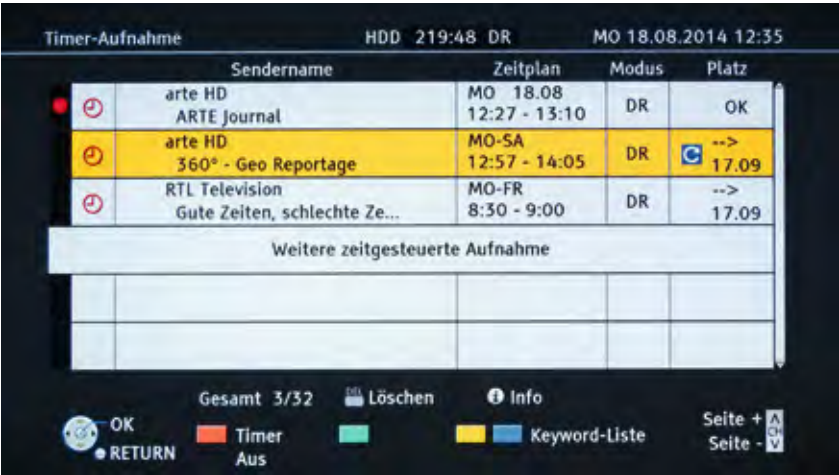 Timer-Aufnahme HDD 219:48 DR MO 18.08.2014 12:35
Sendername Zeitplan Modus Platz
arte HD MO 18.08
ARTE Journal 12:27 - 13:10 DR OK
arte HD MO-SA -->
360° - Geo Reportage 12:57 - 14:05 DR 17.09
RTL Television MO-FR -->
Gute Zeiten, schlechte Ze... 8:30 - 9:00 DR 17.09
Weitere zeitgesteuerte Aufnahme
Gesamt 3/32 DEL Löschen i Info
OK
RETURN
Timer
Aus
Keyword-Liste
Seite + CH
Seite -